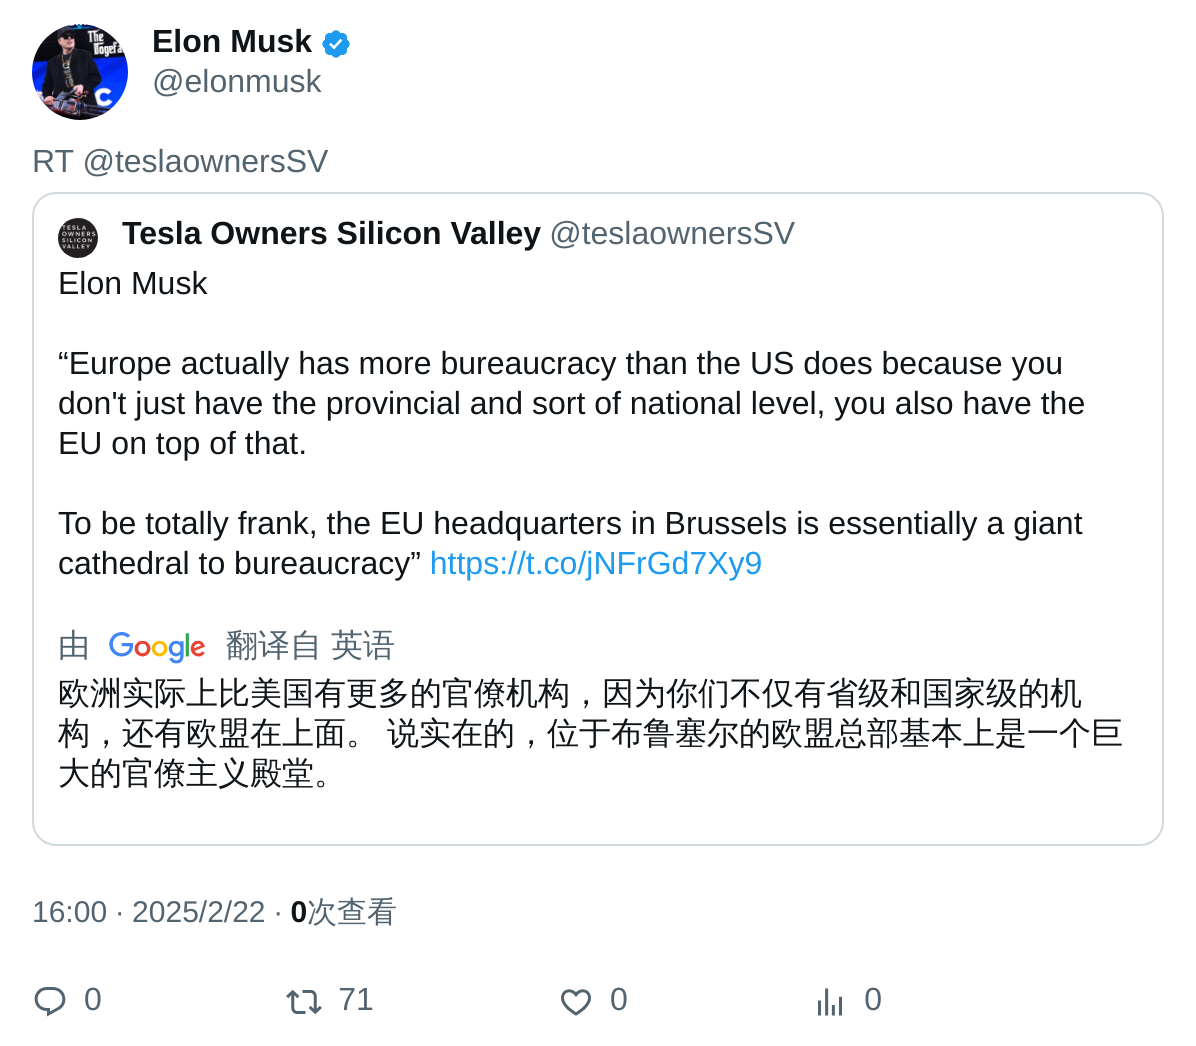 The
Dogefa
C
Elon Musk
@elonmusk
RT @teslaownersSV
TESLA
OWNERS
SILICON
VALLEY
Tesla Owners Silicon Valley @teslaownersSV
Elon Musk
“Europe actually has more bureaucracy than the US does because you
don't just have the provincial and sort of national level, you also have the
EU on top of that.
To be totally frank, the EU headquarters in Brussels is essentially a giant
cathedral to bureaucracy” https://t.co/jNFrGd7Xy9
由 Google 翻译自 英语
欧洲实际上比美国有更多的官僚机构，因为你们不仅有省级和国家级的机
构，还有欧盟在上面。 说实在的，位于布鲁塞尔的欧盟总部基本上是一个巨
大的官僚主义殿堂。
16:00 · 2025/2/22 · 0次查看
0 71 0 0